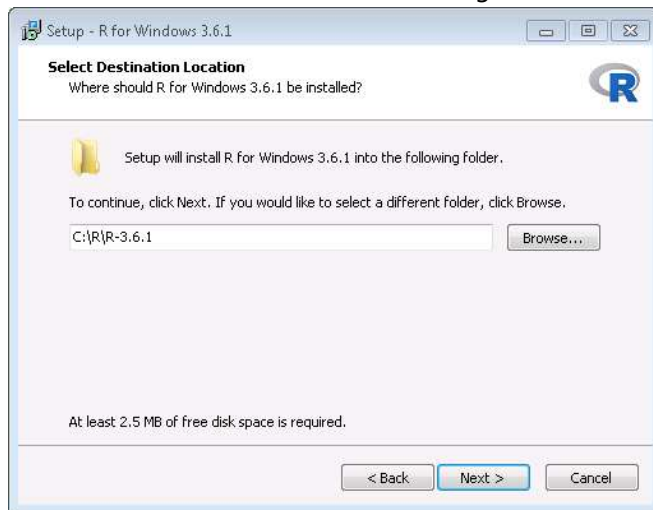 Setup - R for Windows 3.6.1
Select Destination Location
Where should R for Windows 3.6.1 be installed?
R
Setup will install R for Windows 3.6.1 into the following folder.
To continue, click Next. If you would like to select a different folder, click Browse.
C:\R\R-3.6.1
Browse...
At least 2.5 MB of free disk space is required.
< Back
Next >
Cancel